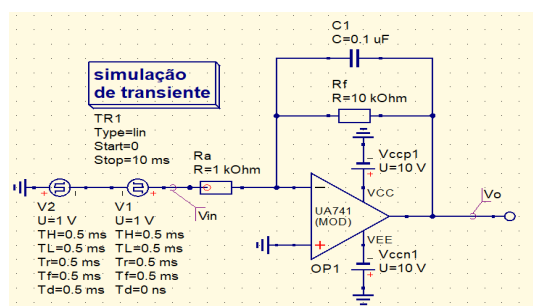 C1
C=0.1 uF
simulação
de transiente
Rf
R=10 kOhm
TR1
Type=lin
Start=0
Stop=10 ms
Ra
R=1 kOhm
Vccp1
U=10 V
VCC
UA741
(MOD)
VEE
OP1
Vccn1
U=10 V
Vo
Vin
V2
U=1 V
TH=0.5 ms
TL=0.5 ms
Tr=0.5 ms
Tf=0.5 ms
Td=0.5 ms
V1
U=1 V
TH=0.5 ms
TL=0.5 ms
Tr=0.5 ms
Tf=0.5 ms
Td=0 ns